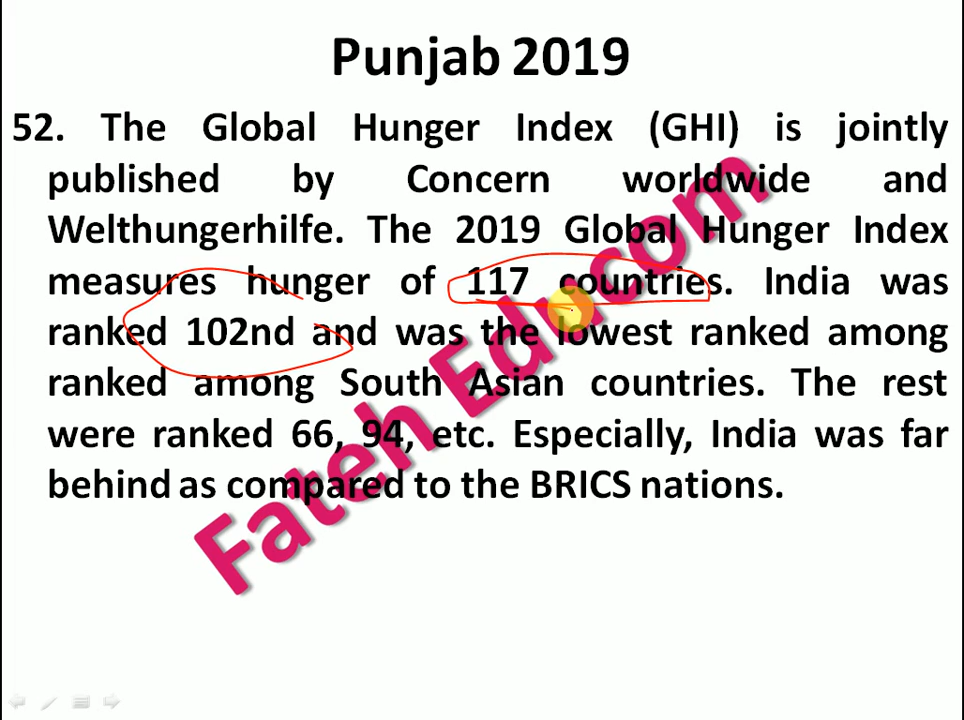 Punjab 2019
52. The Global Hunger Index (GHI) is jointly
published by Concern worldwide and
Welthungerhilfe. The 2019 Global Hunger Index
measures hunger of 117 countries. India was
ranked 102nd and was the lowest ranked among
ranked among South Asian countries. The rest
were ranked 66, 94, etc. Especially, India was far
behind as compared to the BRICS nations.
Fateh Educom